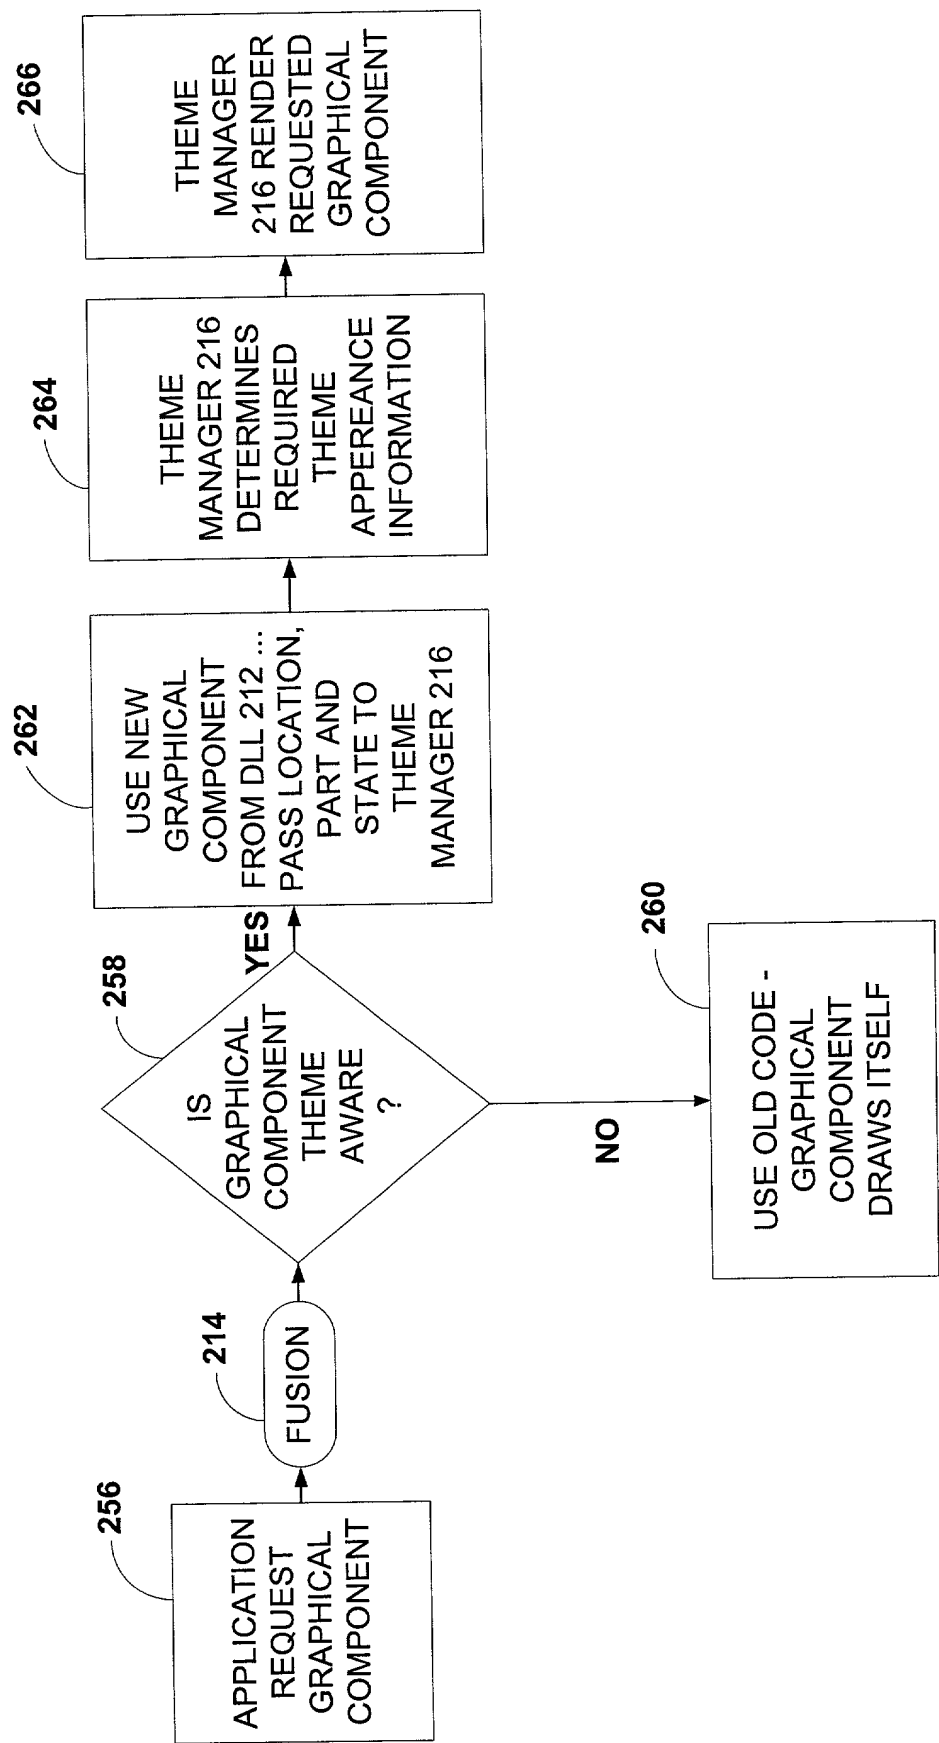 256
APPLICATION
REQUEST
GRAPHICAL
COMPONENT
214
FUSION
258
IS
GRAPHICAL
COMPONENT
THEME
AWARE
?
YES
NO
260
USE OLD CODE -
GRAPHICAL
COMPONENT
DRAWS ITSELF
262
USE NEW
GRAPHICAL
COMPONENT
FROM DLL 212 ...
PASS LOCATION,
PART AND
STATE TO
THEME
MANAGER 216
264
THEME
MANAGER 216
DETERMINES
REQUIRED
THEME
APPEREANCE
INFORMATION
266
THEME
MANAGER
216 RENDER
REQUESTED
GRAPHICAL
COMPONENT